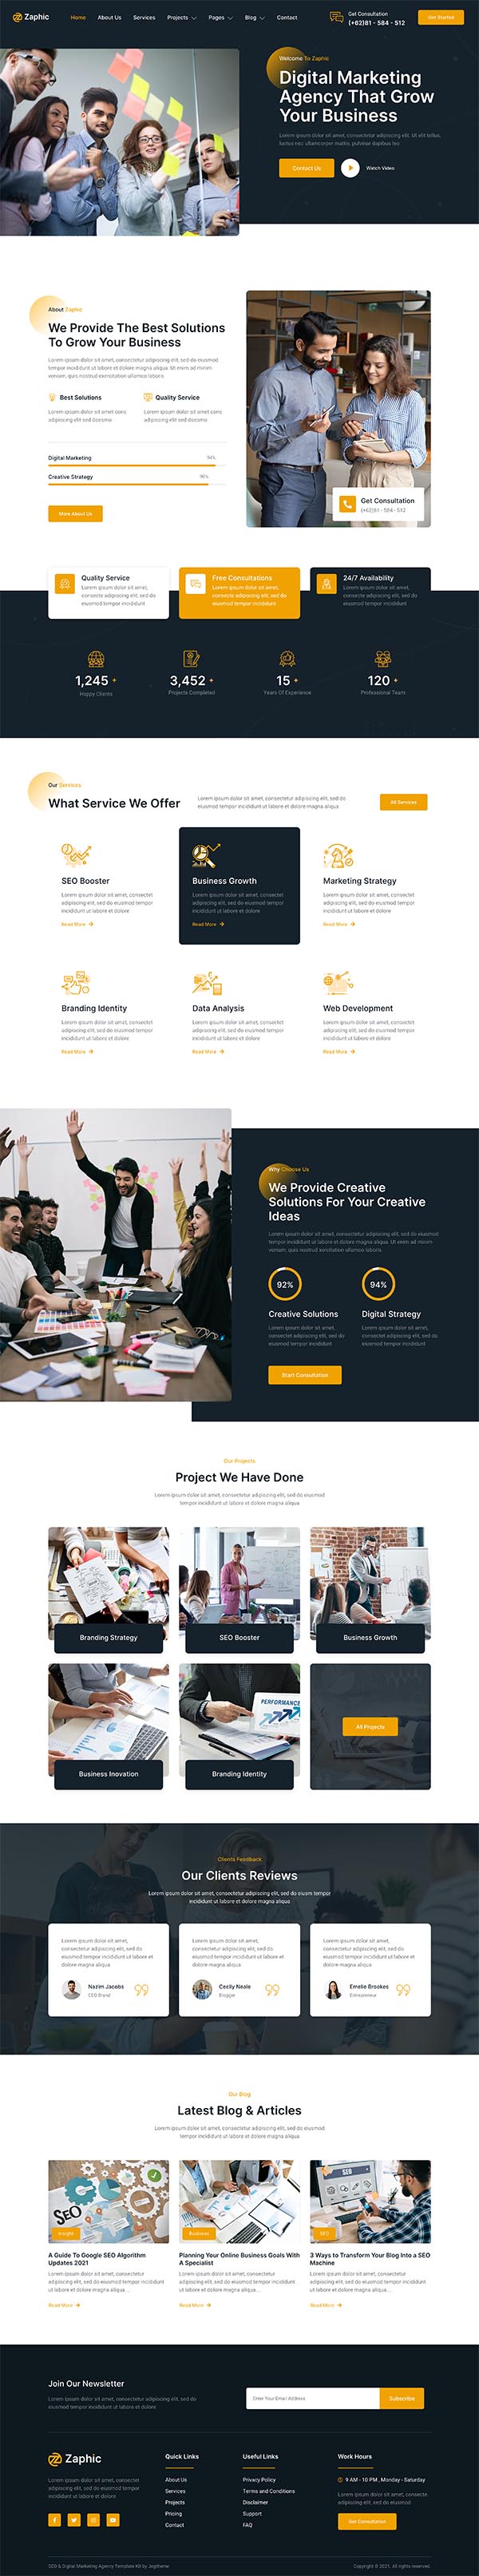 Zaphic
Home About Us Services Projects Pages Blog Contact
Get Consultation
(+62)81 - 584 - 512
Get Started
Welcome To Zaphic
Digital Marketing
Agency That Grow
Your Business
Lorem ipsum dolor sit amet, consectetur adipiscing elit. Ut elit tellus,
luctus nec ullamcorper mattis, pulvinar dapibus leo
Contact Us
Watch Video
About Zaphic
We Provide The Best Solutions
To Grow Your Business
Lorem ipsum dolor sit amet, consectetur adipiscing elit, sed do eiusmod
tempor incididunt ut labore et dolore magna aliqua. Ut enim ad minim
veniam, quis nostrud exercitation ullamco laboris
Best Solutions
Lorem ipsum dolor sit amet cons
adipiscing elit sed docsmo
Quality Service
Lorem ipsum dolor sit amet cons
adipiscing elit sed docsmo
Digital Marketing 94%
Creative Strategy 90%
More About Us
Get Consultation
(+62)81 - 584 - 512
Quality Service
Lorem ipsum dolor sit amet,
consecte adipiscing elit, sed do
eiusmod tempor incididunt
Free Consultations
Lorem ipsum dolor sit amet,
consecte adipiscing elit, sed do
eiusmod tempor incididunt
24/7 Availability
Lorem ipsum dolor sit amet,
consecte adipiscing elit, sed do
eiusmod tempor incididunt
1,245 +
Happy Clients
3,452 +
Projects Completed
15 +
Years Of Experience
120 +
Professional Team
Our Services
What Service We Offer
Lorem ipsum dolor sit amet, consectetur adipiscing elit, sed do
eiusmod tempor incididunt ut labore et dolore magna aliqua
All Services
SEO Booster
Lorem ipsum dolor sit amet, consectet
adipiscing elit, sed do eiusmod tempor
incididunt ut labore et dolore
Read More
Business Growth
Lorem ipsum dolor sit amet, consectet
adipiscing elit, sed do eiusmod tempor
incididunt ut labore et dolore
Read More
Marketing Strategy
Lorem ipsum dolor sit amet, consectet
adipiscing elit, sed do eiusmod tempor
incididunt ut labore et dolore
Read More
Branding Identity
Lorem ipsum dolor sit amet, consectet
adipiscing elit, sed do eiusmod tempor
incididunt ut labore et dolore
Read More
Data Analysis
Lorem ipsum dolor sit amet, consectet
adipiscing elit, sed do eiusmod tempor
incididunt ut labore et dolore
Read More
Web Development
Lorem ipsum dolor sit amet, consectet
adipiscing elit, sed do eiusmod tempor
incididunt ut labore et dolore
Read More
Why Choose Us
We Provide Creative
Solutions For Your Creative
Ideas
Lorem ipsum dolor sit amet, consectetur adipiscing elit, sed do eiusmod
tempor incididunt ut labore et dolore magna aliqua. Ut enim ad minim
veniam, quis nostrud exercitation ullamco laboris
92%
Creative Solutions
Lorem ipsum dolor sit amet,
consectet adipiscing elit, sed do
eiusmod tempor incididunt
94%
Digital Strategy
Lorem ipsum dolor sit amet,
consectet adipiscing elit, sed do
eiusmod tempor incididunt
Start Consultation
Our Projects
Project We Have Done
Lorem ipsum dolor sit amet, consectetur adipiscing elit, sed do eiusmod
tempor incididunt ut labore et dolore magna aliqua
Branding Strategy
SEO Booster
Business Growth
Business Inovation
PERFORMANCE
Branding Identity
All Projects
Clients Feedback
Our Clients Reviews
Lorem ipsum dolor sit amet, consectetur adipiscing elit, sed do eiusm tempor
incididunt ut labore et dolore magna aliqua
Lorem ipsum dolor sit amet,
consectetur adipiscing elit, sed do
eiusmod tempor incididunt ut labore et
dolore magna aliqua
Nazim Jacobs
CEO Brand
Lorem ipsum dolor sit amet,
consectetur adipiscing elit, sed do
eiusmod tempor incididunt ut labore et
dolore magna aliqua
Cecily Neale
Blogger
Lorem ipsum dolor sit amet,
consectetur adipiscing elit, sed do
eiusmod tempor incididunt ut labore et
dolore magna aliqua
Emelie Brookes
Entrepreneur
Our Blog
Latest Blog & Articles
Lorem ipsum dolor sit amet, consectetur adipiscing elit, sed do eiusmod
tempor incididunt ut labore et dolore magna aliqua
SEO
Insight
A Guide To Google SEO Algorithm
Updates 2021
Lorem ipsum dolor sit amet, consectetur
adipiscing elit, sed do eiusmod tempor incididunt
ut labore et dolore magna aliqua ...
Read More
Business
Planning Your Online Business Goals With
A Specialist
Lorem ipsum dolor sit amet, consectetur
adipiscing elit, sed do eiusmod tempor incididunt
ut labore et dolore magna aliqua ...
Read More
SEO
SEO
3 Ways to Transform Your Blog Into a SEO
Machine
Lorem ipsum dolor sit amet, consectetur
adipiscing elit, sed do eiusmod tempor incididunt
ut labore et dolore magna aliqua ...
Read More
Join Our Newsletter
Lorem ipsum dolor sit amet, consectetur adipiscing elit, sed do
eiusmod tempor incididunt ut labore et dolore
Enter Your Email Address
Subscribe
Zaphic
Lorem ipsum dolor sit amet, consectet
adipiscing elit, sed do eiusmod tempor
incididunt ut labore et dolore
Quick Links
About Us
Services
Projects
Pricing
Contact
Useful Links
Privacy Policy
Terms and Conditions
Disclaimer
Support
FAQ
Work Hours
9 AM - 10 PM , Monday - Saturday
Lorem ipsum dolor sit amet, consecte
adipiscing elit, sed do eiusmod
Get Consultation
SEO & Digital Marketing Agency Template Kit by Jegtheme
Copyright © 2021. All rights reserved.